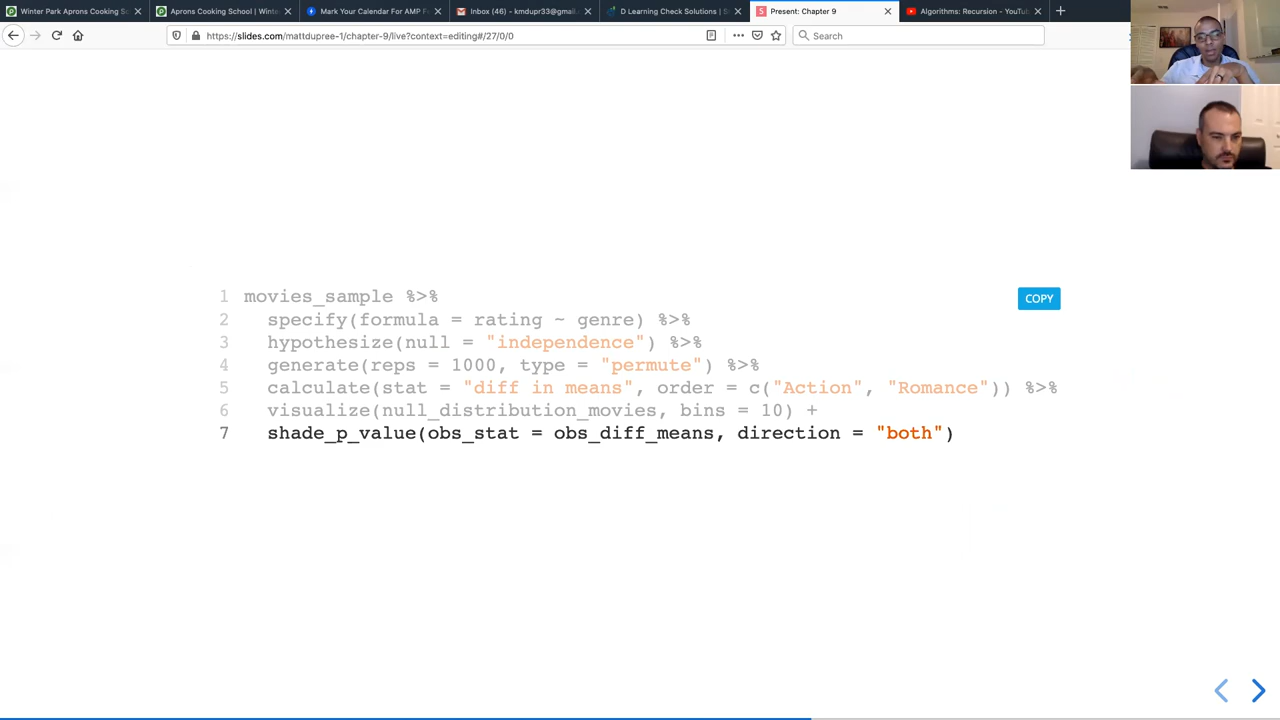 Winter Park Aprons Cooking Sc
Aprons Cooking School | Winte
Mark Your Calendar For AMP Fe
Inbox (46) - kmdupr33@gmail.
D Learning Check Solutions | S
Present: Chapter 9
Algorithms: Recursion - YouTu
https://slides.com/mattdupree-1/chapter-9/live?context=editing#/27/0/0
Search
COPY
1 movies_sample %>%
2 specify(formula = rating ~ genre) %>%
3 hypothesize(null = "independence") %>%
4 generate(reps = 1000, type = "permute") %>%
5 calculate(stat = "diff in means", order = c("Action", "Romance")) %>%
6 visualize(null_distribution_movies, bins = 10) +
7 shade_p_value(obs_stat = obs_diff_means, direction = "both")